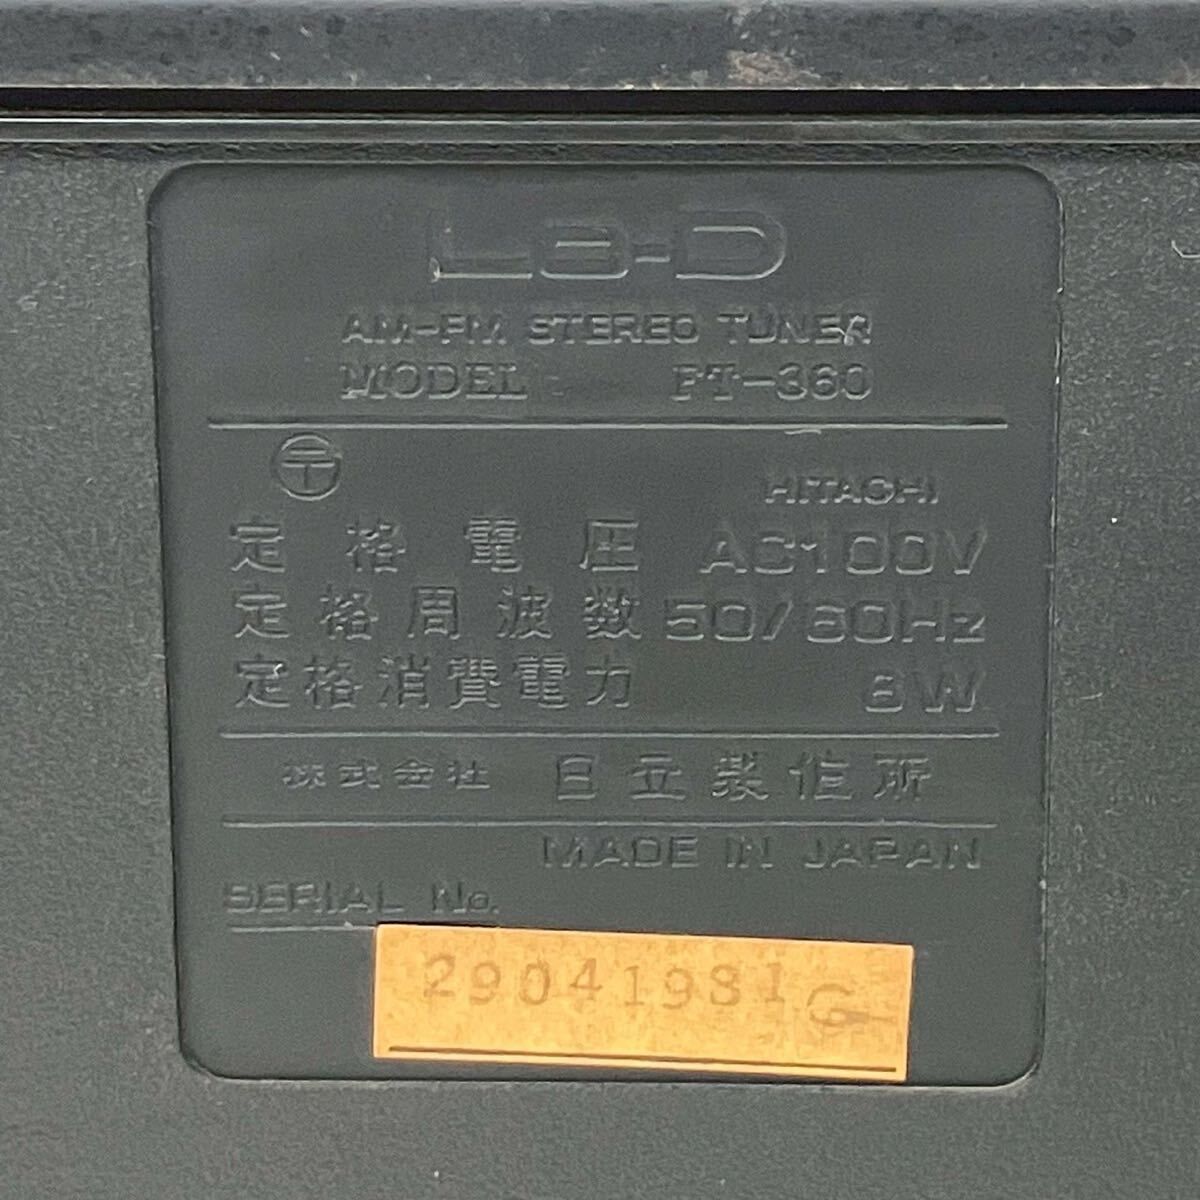 Lo-D
AM-FM STEREO TUNER
MODEL FT-360
〒
HITACHI
定格電圧 AC100V
定格周波数 50/60Hz
定格消費電力 6W
株式会社 日立製作所
MADE IN JAPAN
SERIAL No.
29041981G